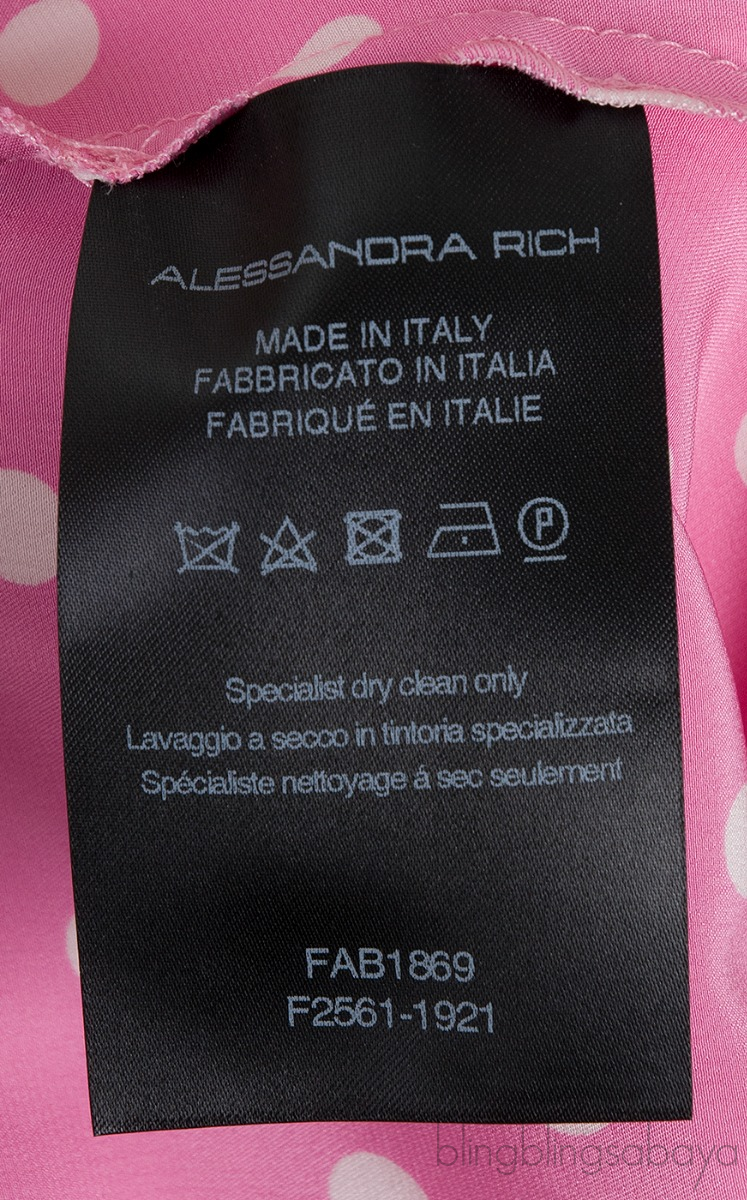 ALESSANDRA RICH
MADE IN ITALY
FABBRICATO IN ITALIA
FABRIQUÉ EN ITALIE
P
Specialist dry clean only
Lavaggio a secco in tintoria specializzata
Spécialiste nettoyage á sec seulement
FAB1869
F2561-1921
blingblingsabaya